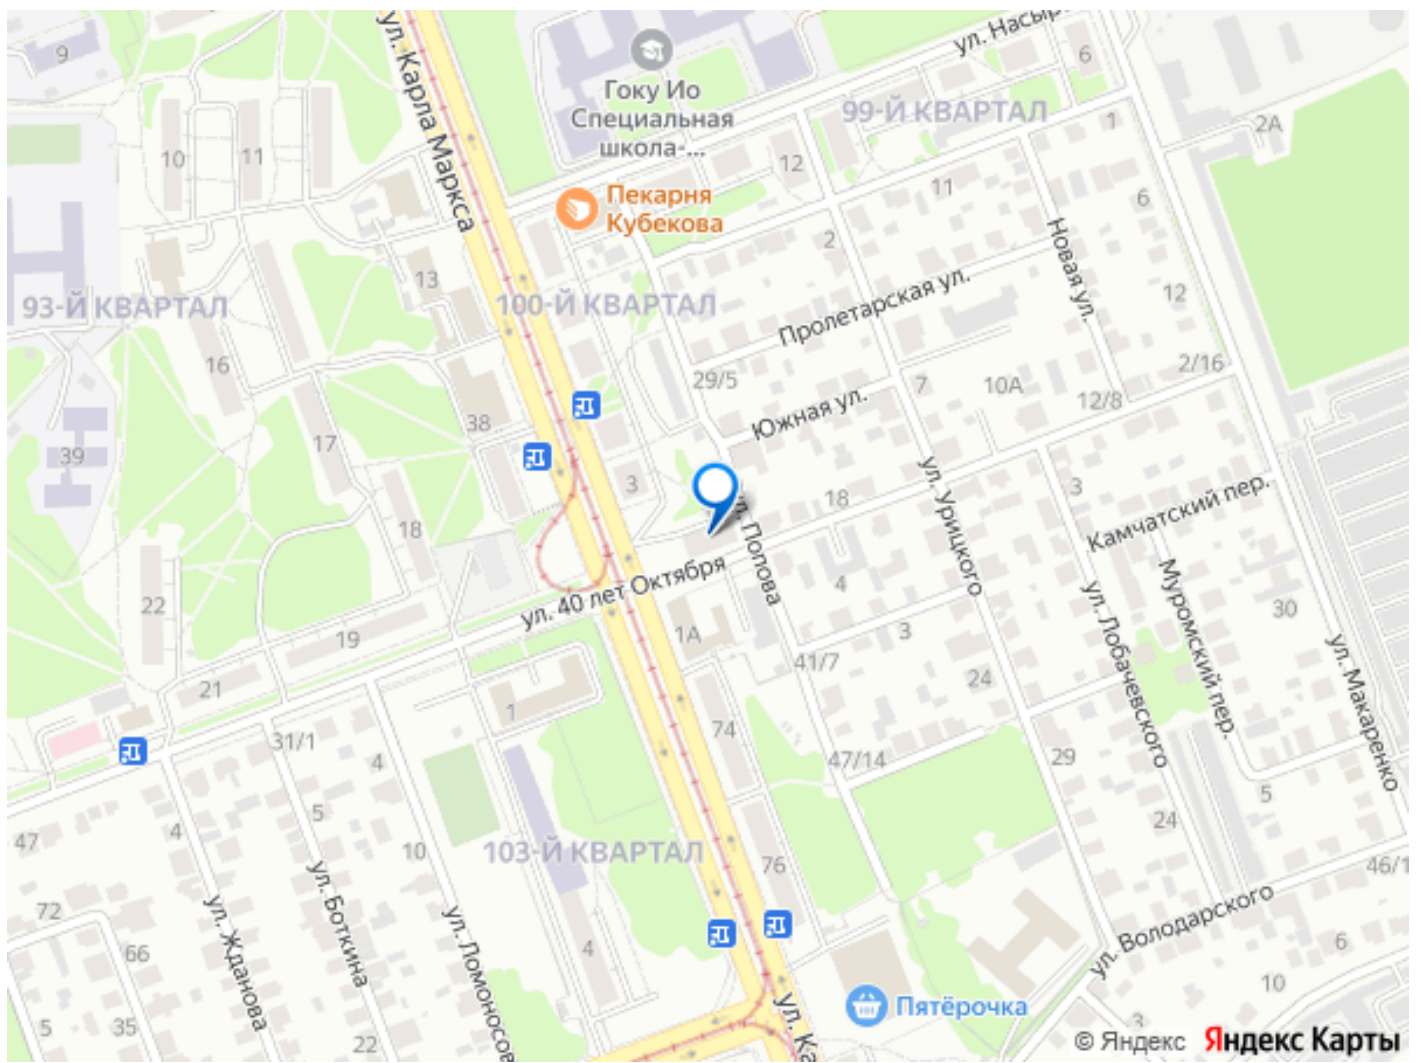 9
ул. Карла Маркса
ул. Насыр
6
Гоку Ио
Специальная
школа-...
99-Й КВАРТАЛ
1
2А
10
11
12
11
6
Пекарня
Кубекова
2
Новая ул.
13
93-Й КВАРТАЛ
100-Й КВАРТАЛ
Пролетарская ул.
12
16
29/5
7
10А
2/16
12/8
Южная ул.
38
17
39
3
18
ул. Урицкого
3
Камчатский пер.
18
ул. Попова
ул. 40 лет Октября
4
22
19
1А
3
ул. Лобачевского
Муромский пер.
30
ул. Макаренко
21
41/7
24
1
74
31/1
4
47/14
29
5
47
4
5
10
103-Й КВАРТАЛ
76
24
46/1
ул. Боткина
72
ул. Жданова
ул. Ломоносов
66
4
ул. Володарского
6
10
Пятёрочка
5
35
22
ул. Ка
3
© Яндекс Яндекс Карты